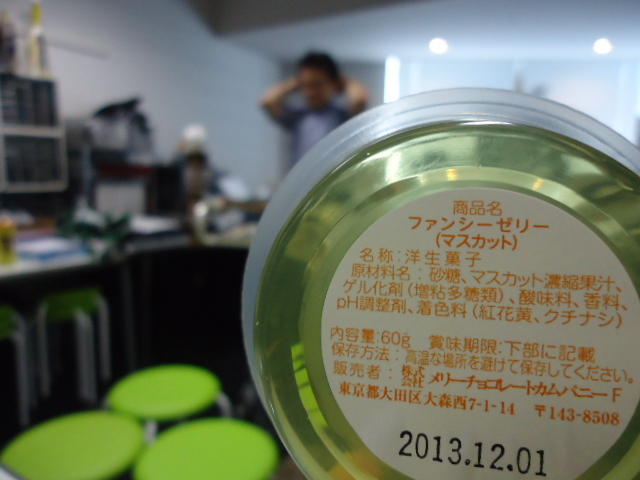 商品名
ファンシーゼリー
(マスカット)
名称:洋生菓子
原材料名:砂糖、マスカット濃縮果汁、
ゲル化剤(増粘多糖類)、酸味料、香料、
pH調整剤、着色料(紅花黄、クチナシ)
内容量:60g 賞味期限:下部に記載
保存方法:高温な場所を避けて保存してください。
販売者:株式会社 メリーチョコレートカムパニー F
東京都大田区大森西7-1-14 〒143-8508
2013.12.01